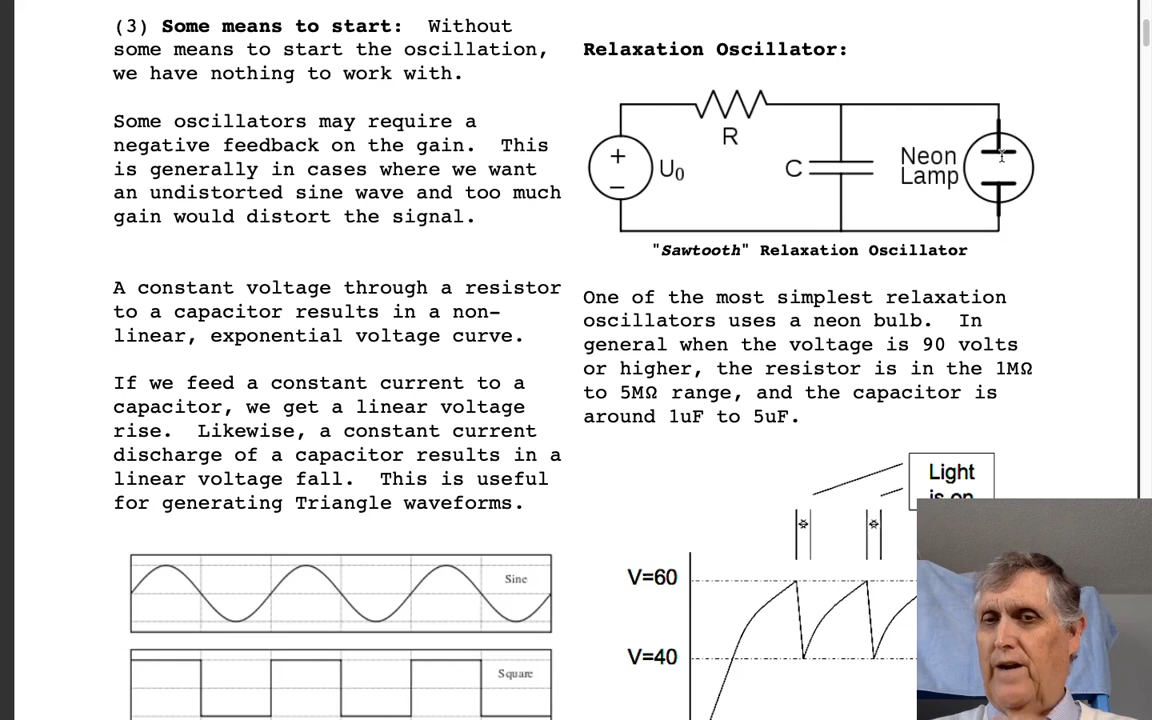 (3) Some means to start: Without
some means to start the oscillation,
we have nothing to work with.
Some oscillators may require a
negative feedback on the gain. This
is generally in cases where we want
an undistorted sine wave and too much
gain would distort the signal.
A constant voltage through a resistor
to a capacitor results in a non-
linear, exponential voltage curve.
If we feed a constant current to a
capacitor, we get a linear voltage
rise. Likewise, a constant current
discharge of a capacitor results in a
linear voltage fall. This is useful
for generating Triangle waveforms.
Sine
Square
Relaxation Oscillator:
R
+
−
U0
C
Neon
Lamp
"Sawtooth" Relaxation Oscillator
One of the most simplest relaxation
oscillators uses a neon bulb. In
general when the voltage is 90 volts
or higher, the resistor is in the 1MΩ
to 5MΩ range, and the capacitor is
around 1uF to 5uF.
Light
is on
V=60
V=40